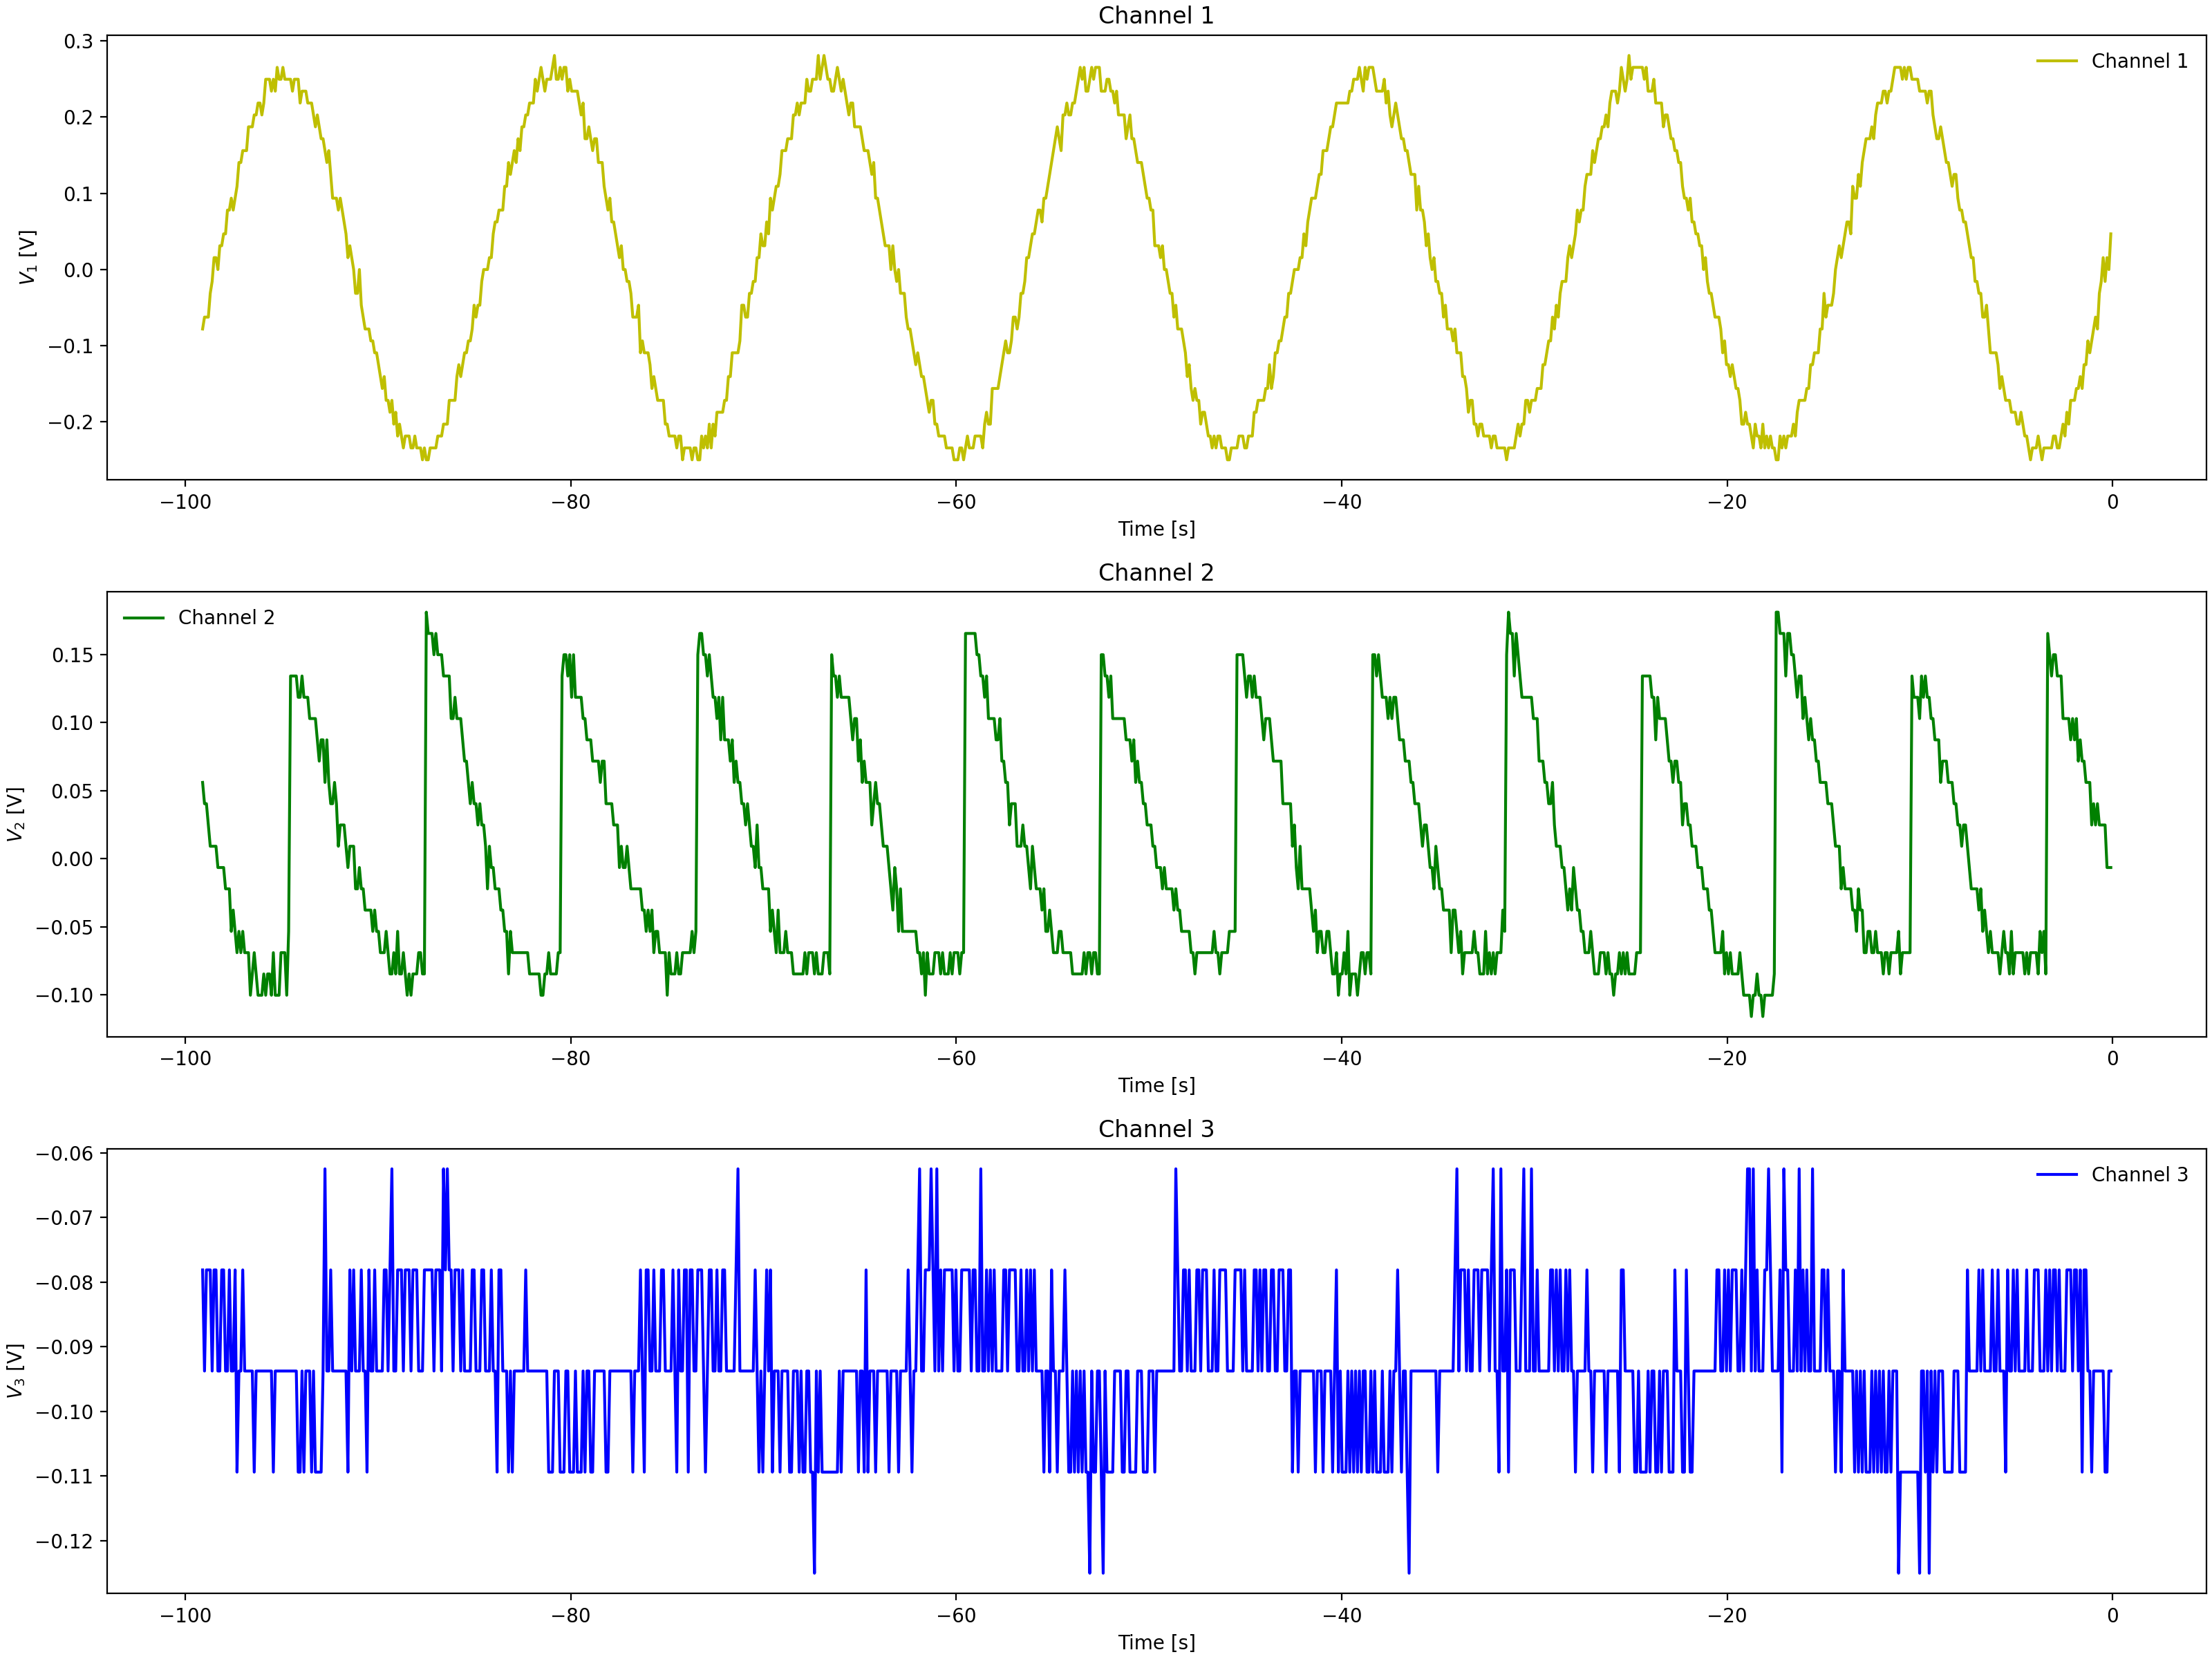 Channel 1
0.3
0.2
0.1
0.0
−0.1
−0.2
V1 [V]
Channel 1
−100 −80 −60 −40 −20 0
Time [s]
Channel 2
0.15
0.10
0.05
0.00
−0.05
−0.10
V2 [V]
Channel 2
−100 −80 −60 −40 −20 0
Time [s]
Channel 3
−0.06
−0.07
−0.08
−0.09
−0.10
−0.11
−0.12
V3 [V]
Channel 3
−100 −80 −60 −40 −20 0
Time [s]